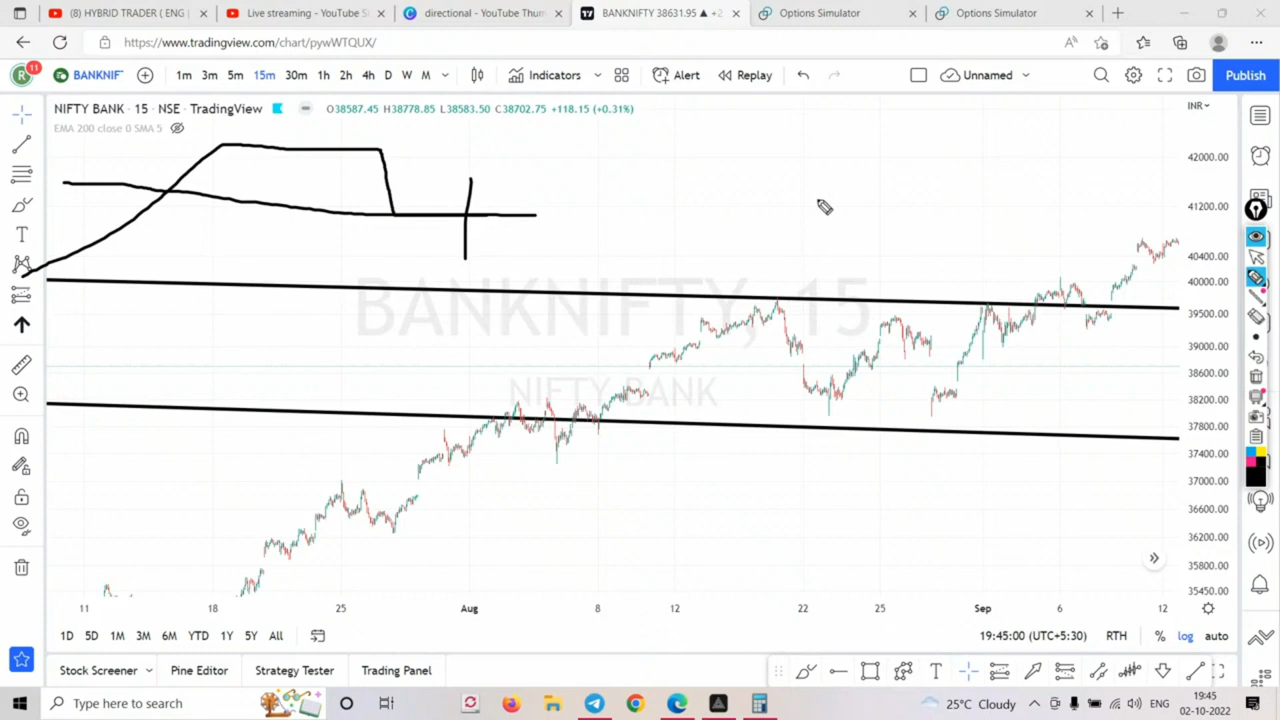 (8) HYBRID TRADER ( ENG |
Live streaming - YouTube S
directional - YouTube Thum
BANKNIFTY 38631.95 ▲ +2
Options Simulator
Options Simulator
https://www.tradingview.com/chart/pywWTQUX/
R 11 BANKNIF 1m 3m 5m 15m 30m 1h 2h 4h D W M Indicators Alert Replay Unnamed Publish
NIFTY BANK · 15 · NSE · TradingView O38587.45 H38778.85 L38583.50 C38702.75 +118.15 (+0.31%) INR
EMA 200 close 0 SMA 5
BANKNIFTY, 15
NIFTY BANK
42000.00
41200.00
40400.00
40000.00
39500.00
39000.00
38600.00
38200.00
37800.00
37400.00
37000.00
36600.00
36200.00
35800.00
35450.00
11 18 25 Aug 8 12 22 25 Sep 6 12
1D 5D 1M 3M 6M YTD 1Y 5Y All 19:45:00 (UTC+5:30) RTH % log auto
Stock Screener Pine Editor Strategy Tester Trading Panel
Type here to search 25°C Cloudy ENG 19:45
02-10-2022